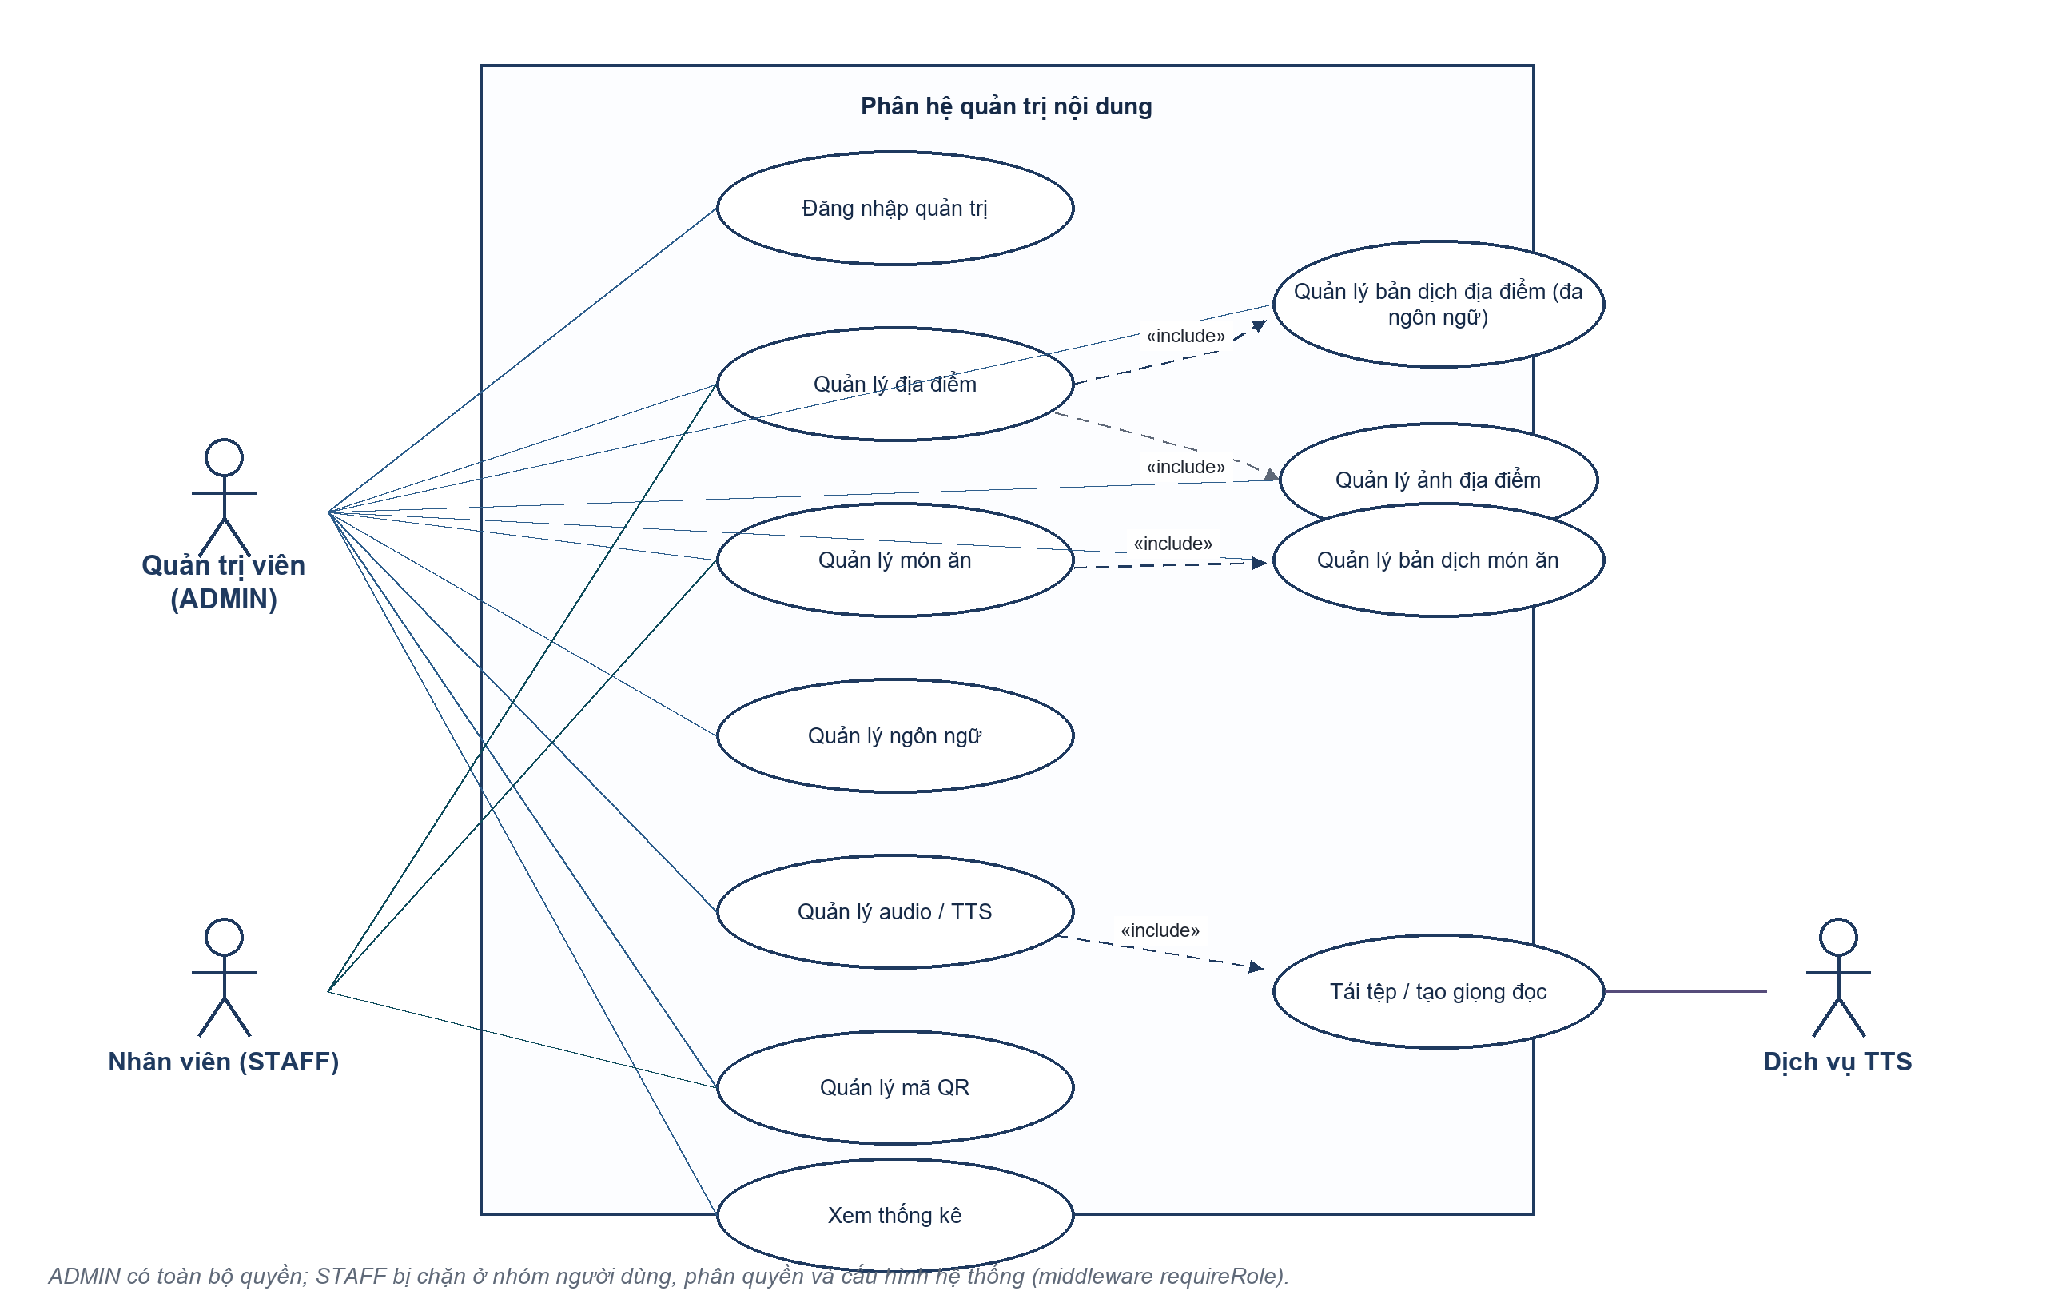 Phân hệ quản trị nội dung
Đăng nhập quản trị
Quản lý bản dịch địa điểm (đa
ngôn ngữ)
«include»
Quản lý địa điểm
«include»
Quản lý ảnh địa điểm
Quản trị viên
(ADMIN)
«include»
Quản lý món ăn
Quản lý bản dịch món ăn
Quản lý ngôn ngữ
Quản lý audio / TTS
«include»
Tải tệp / tạo giọng đọc
Nhân viên (STAFF)
Dịch vụ TTS
Quản lý mã QR
Xem thống kê
ADMIN có toàn bộ quyền; STAFF bị chặn ở nhóm người dùng, phân quyền và cấu hình hệ thống (middleware requireRole).